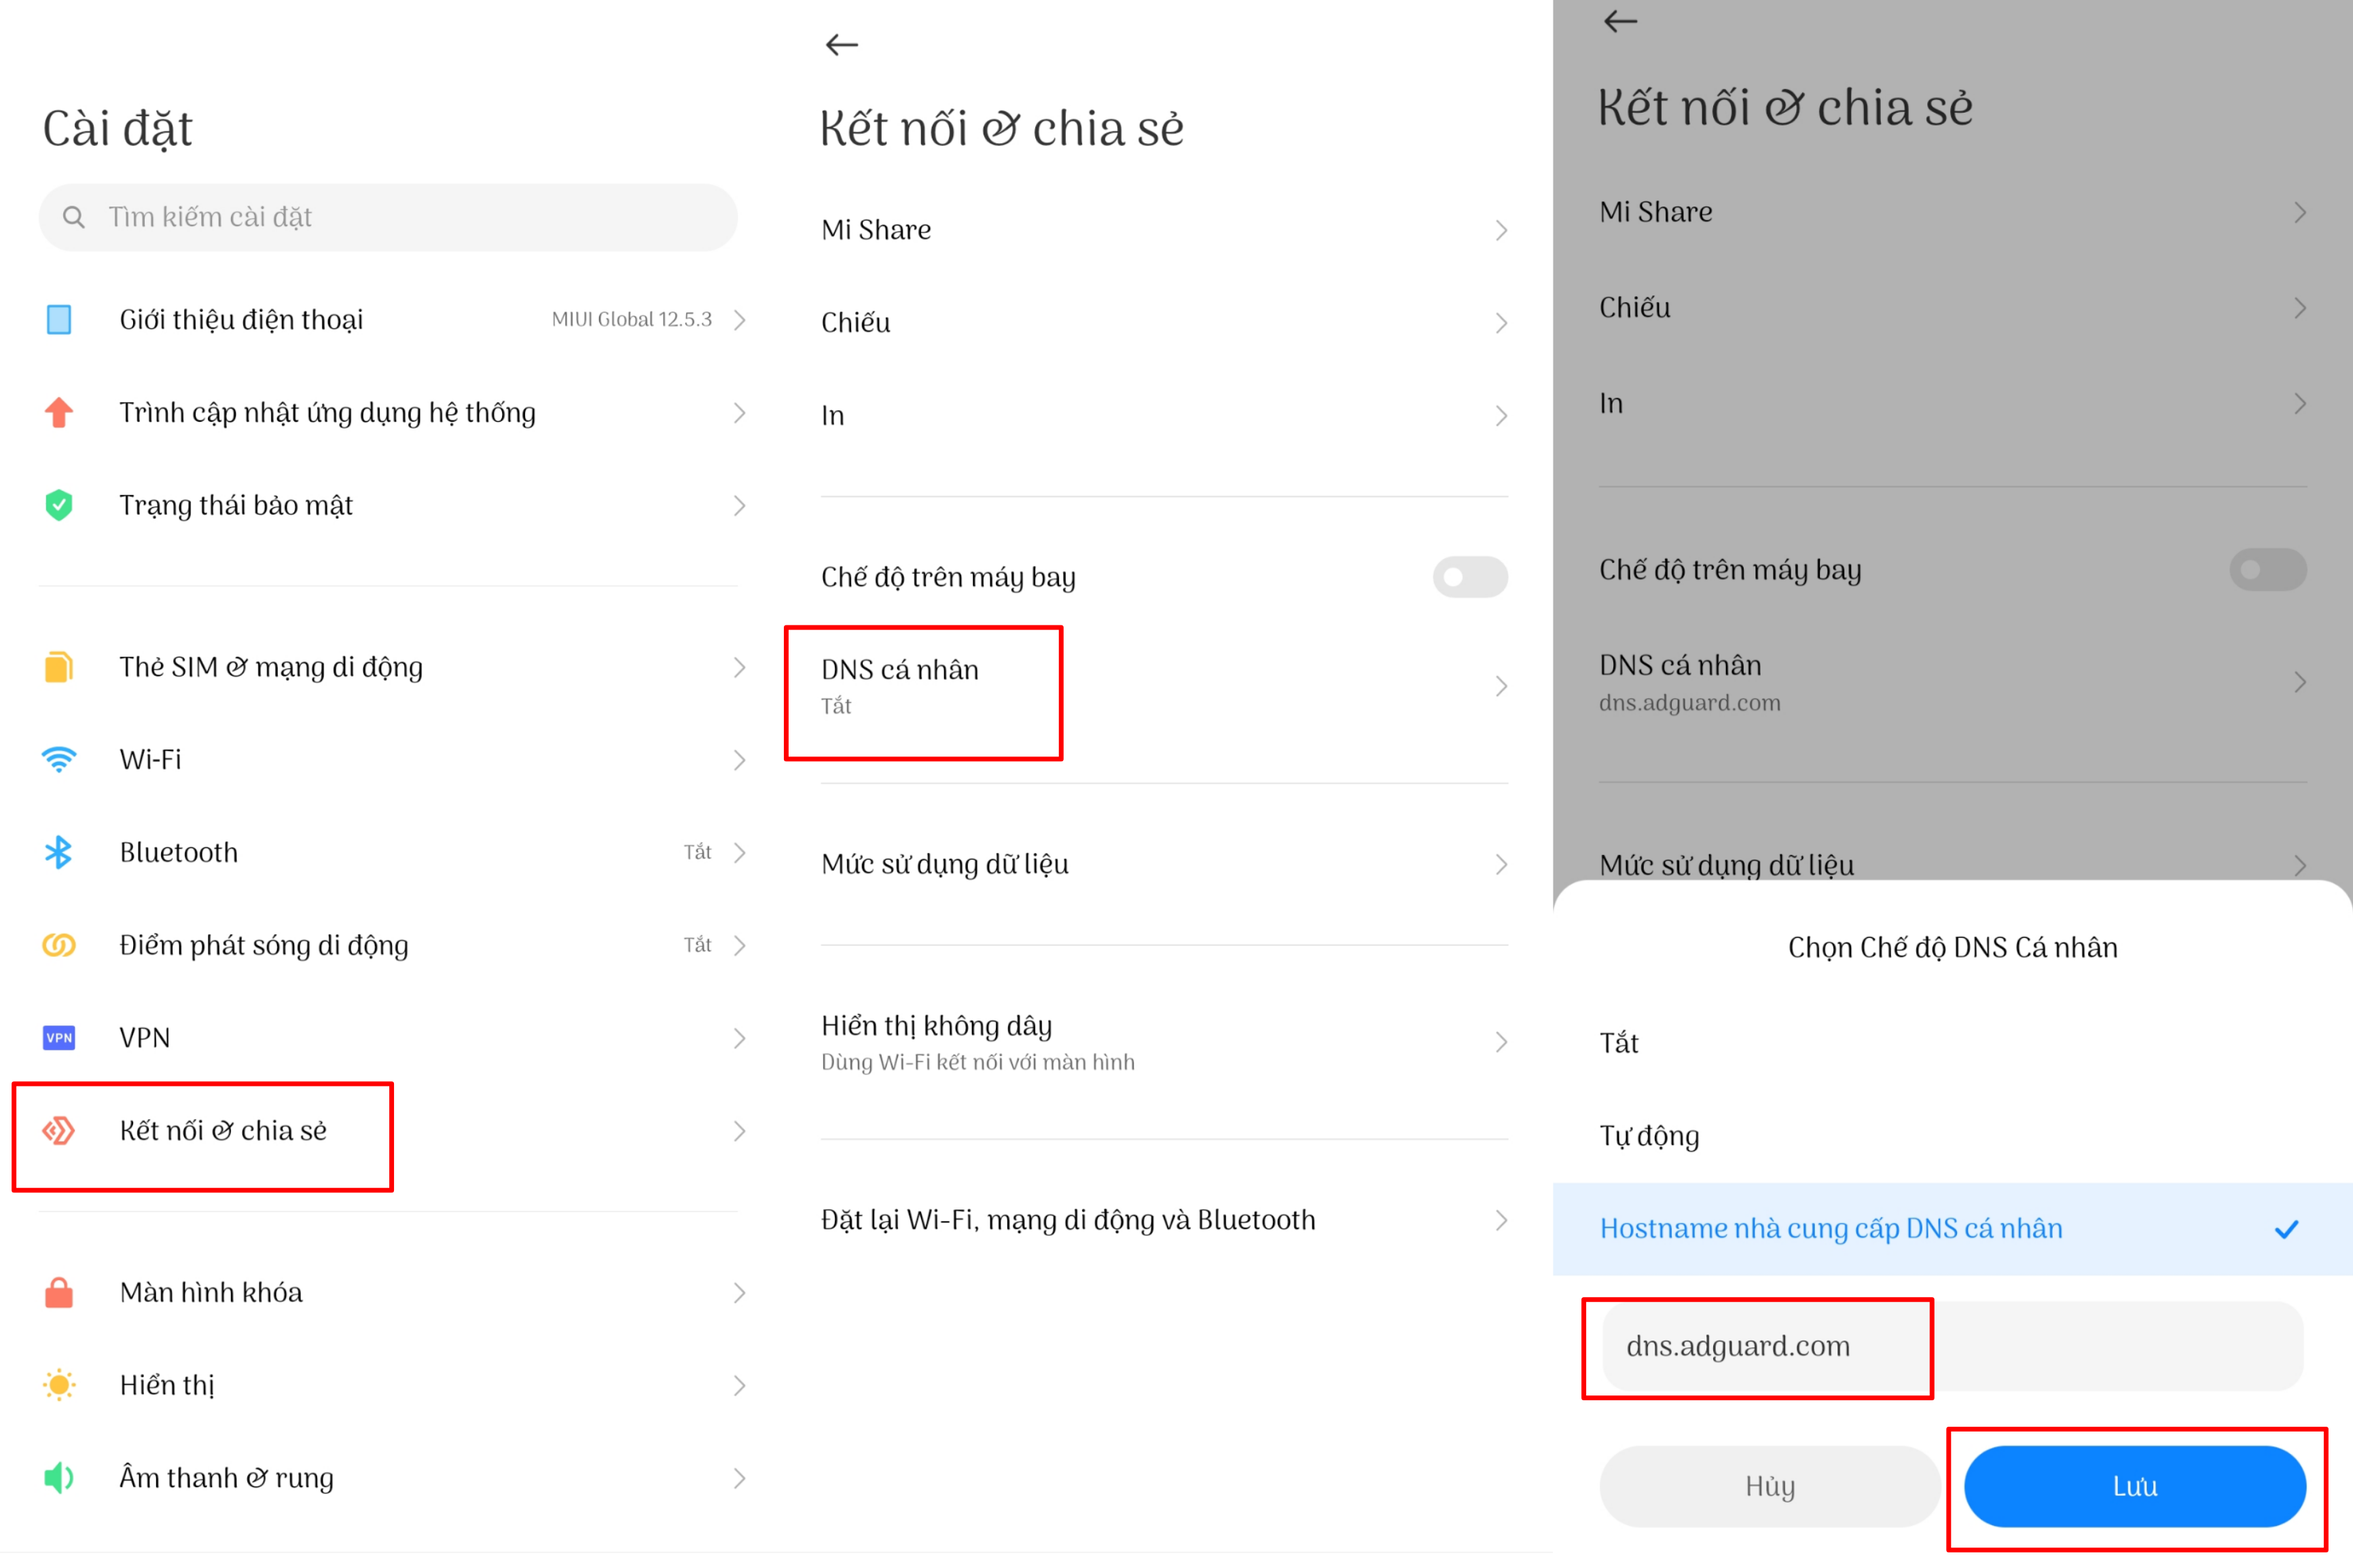 Cài đặt
Tìm kiếm cài đặt
Giới thiệu điện thoại MIUI Global 12.5.3
Trình cập nhật ứng dụng hệ thống
Trạng thái bảo mật
Thẻ SIM & mạng di động
Wi-Fi
Bluetooth Tắt
Điểm phát sóng di động Tắt
VPN VPN
Kết nối & chia sẻ
Màn hình khóa
Hiển thị
Âm thanh & rung
Kết nối & chia sẻ
Mi Share
Chiếu
In
Chế độ trên máy bay
DNS cá nhân
Tắt
Mức sử dụng dữ liệu
Hiển thị không dây
Dùng Wi-Fi kết nối với màn hình
Đặt lại Wi-Fi, mạng di động và Bluetooth
Kết nối & chia sẻ
Mi Share
Chiếu
In
Chế độ trên máy bay
DNS cá nhân
dns.adguard.com
Mức sử dụng dữ liệu
Chọn Chế độ DNS Cá nhân
Tắt
Tự động
Hostname nhà cung cấp DNS cá nhân
dns.adguard.com
Hủy Lưu